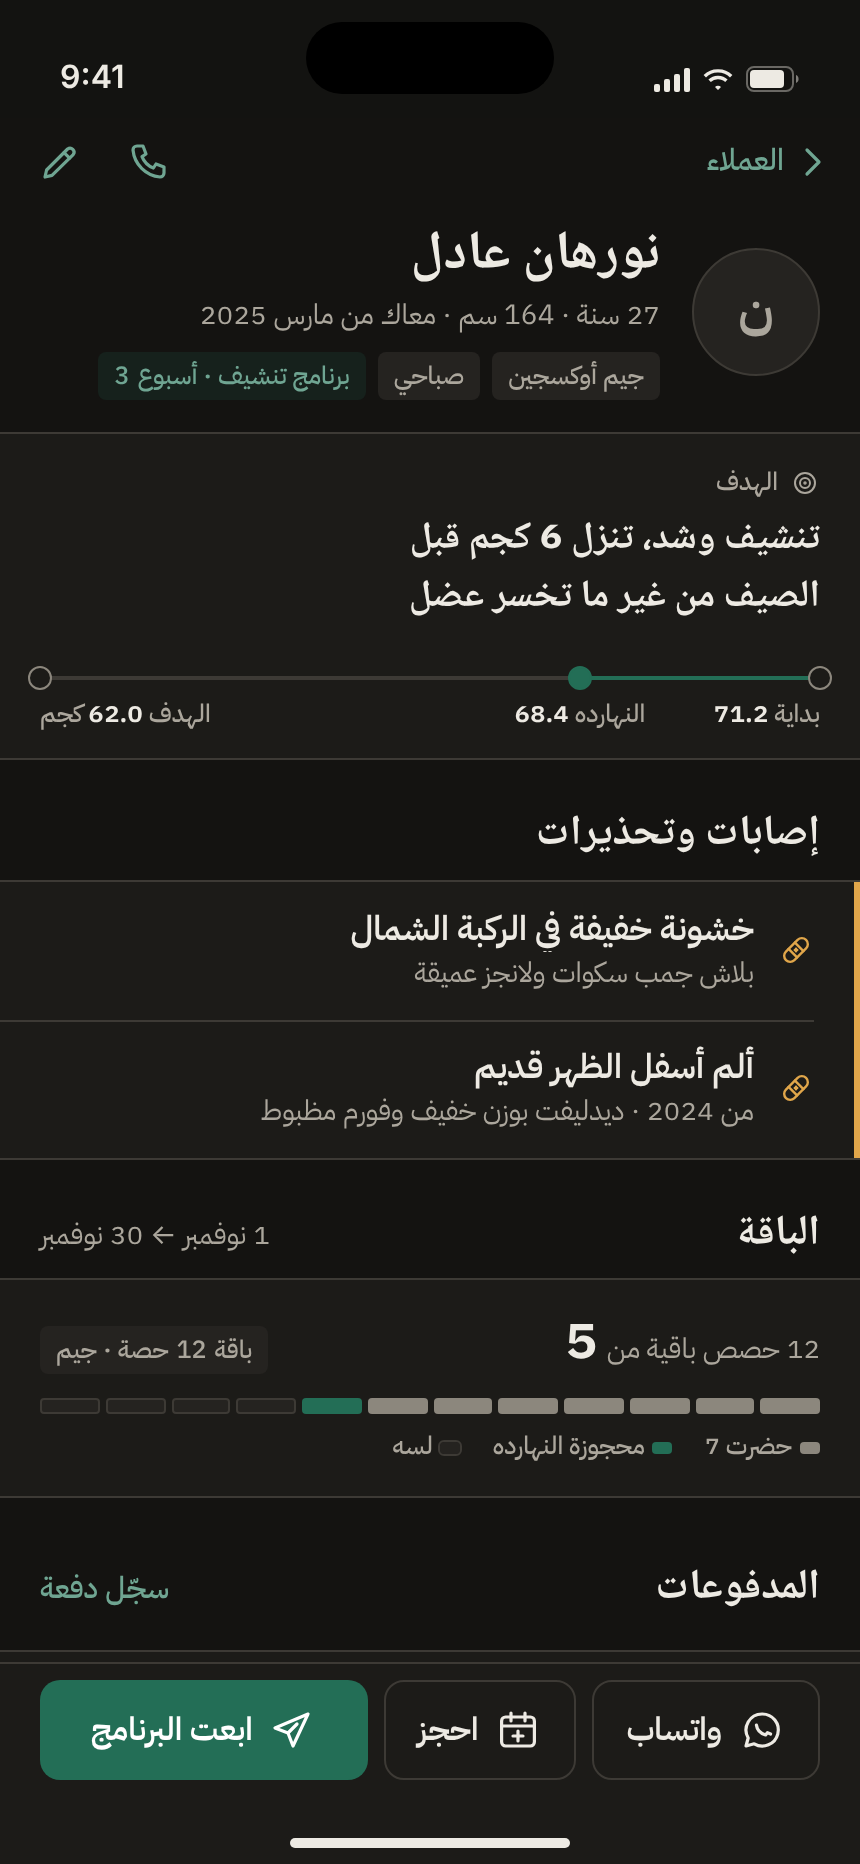 9:41
العملاء
نورهان عادل
ن
27 سنة · 164 سم · معاك من مارس 2025
جيم أوكسجين
صباحي
برنامج تنشيف · أسبوع 3
الهدف
تنشيف وشد، تنزل 6 كجم قبل
الصيف من غير ما تخسر عضل
بداية 71.2
النهارده 68.4
الهدف 62.0 كجم
إصابات وتحذيرات
خشونة خفيفة في الركبة الشمال
بلاش جمب سكوات ولانجز عميقة
ألم أسفل الظهر قديم
من 2024 · ديدليفت بوزن خفيف وفورم مظبوط
الباقة
1 نوفمبر ← 30 نوفمبر
5 حصص باقية من 12
باقة 12 حصة · جيم
حضرت 7
محجوزة النهارده
لسه
المدفوعات
سجّل دفعة
واتساب
احجز
ابعت البرنامج